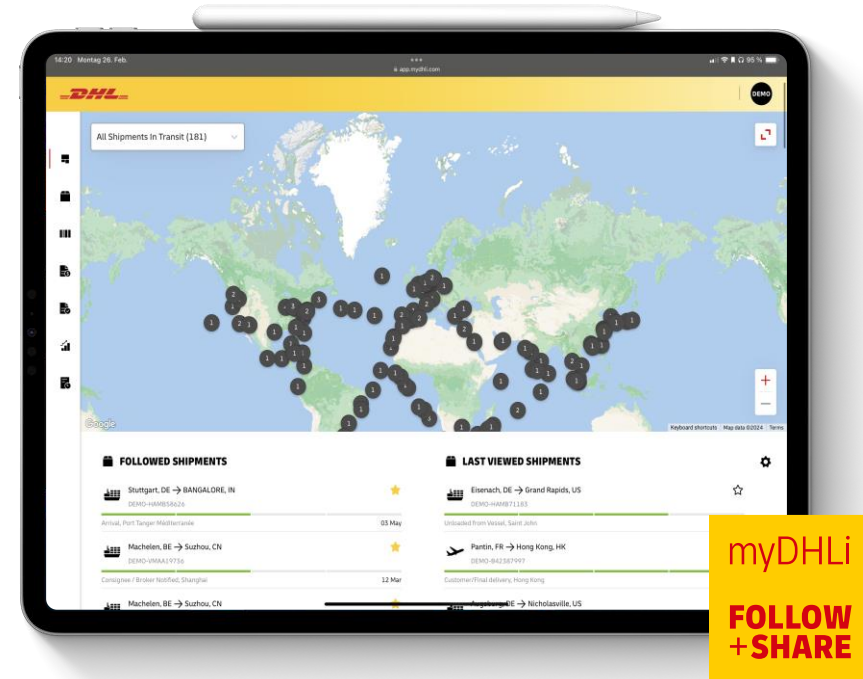 14:20 Montag 26. Feb.
app.mydhli.com
95 %
DHL
DEMO
All Shipments In Transit (181)
Google
Keyboard shortcuts Map data ©2024 Terms
FOLLOWED SHIPMENTS
Stuttgart, DE → BANGALORE, IN
DEMO-HAMB58626
Arrival, Port Tanger Méditerranée
03 May
Machelen, BE → Suzhou, CN
DEMO-VMAA19736
Consignee / Broker Notified, Shanghai
12 Mar
Machelen, BE → Suzhou, CN
LAST VIEWED SHIPMENTS
Eisenach, DE → Grand Rapids, US
DEMO-HAMB71183
Unloaded from Vessel, Saint John
Pantin, FR → Hong Kong, HK
DEMO-842387997
Customer/Final delivery, Hong Kong
DE → Nicholasville, US
myDHLi
FOLLOW
+SHARE